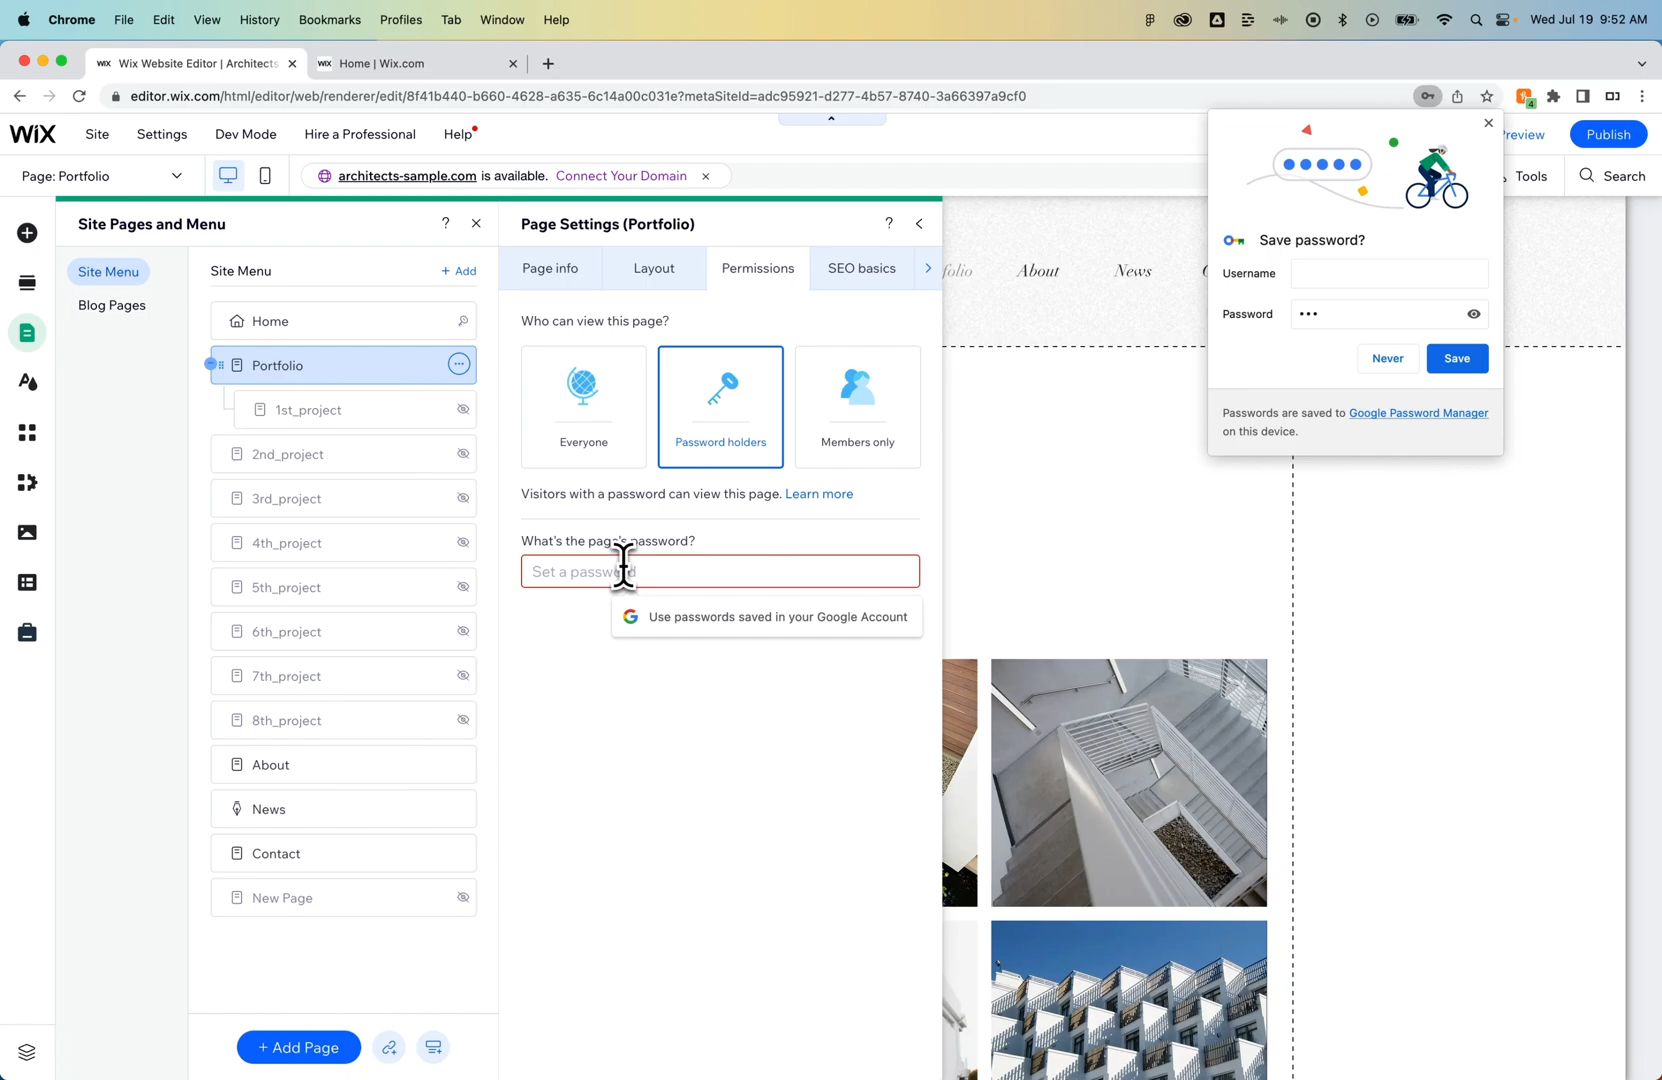 Chrome File Edit View History Bookmarks Profiles Tab Window Help Wed Jul 19 9:52 AM
WiX Wix Website Editor | Architects WiX Home | Wix.com
editor.wix.com/html/editor/web/renderer/edit/8f41b440-b660-4628-a635-6c14a00c031e?metaSiteId=adc95921-d277-4b57-8740-3a66397a9cf0
4
WiX Site Settings Dev Mode Hire a Professional Help Preview Publish
Page: Portfolio architects-sample.com is available. Connect Your Domain Tools Search
Site Pages and Menu ?
Site Menu
Blog Pages
Site Menu + Add
Home
Portfolio
1st_project
2nd_project
3rd_project
4th_project
5th_project
6th_project
7th_project
8th_project
About
News
Contact
New Page
+ Add Page
Page Settings (Portfolio) ?
Page info Layout Permissions SEO basics
Who can view this page?
Everyone Password holders Members only
Visitors with a password can view this page. Learn more
What's the page's password?
Set a password
Use passwords saved in your Google Account
folio About News
Save password?
Username
Password
Never Save
Passwords are saved to Google Password Manager
on this device.